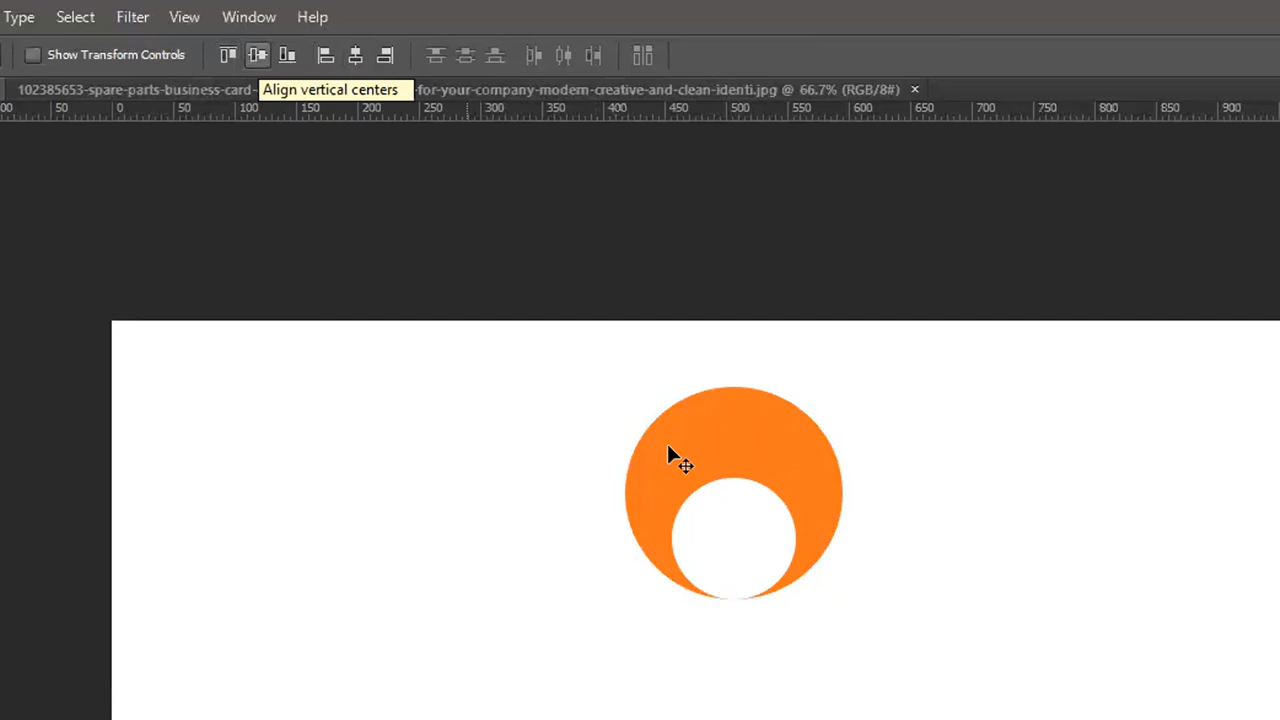 Type Select Filter View Window Help
Show Transform Controls
102385653-spare-parts-business-card- Align vertical centers -for-your-company-modern-creative-and-clean-identi.jpg @ 66.7% (RGB/8#) ×
00 50 0 50 100 150 200 250 300 350 400 450 500 550 600 650 700 750 800 850 900